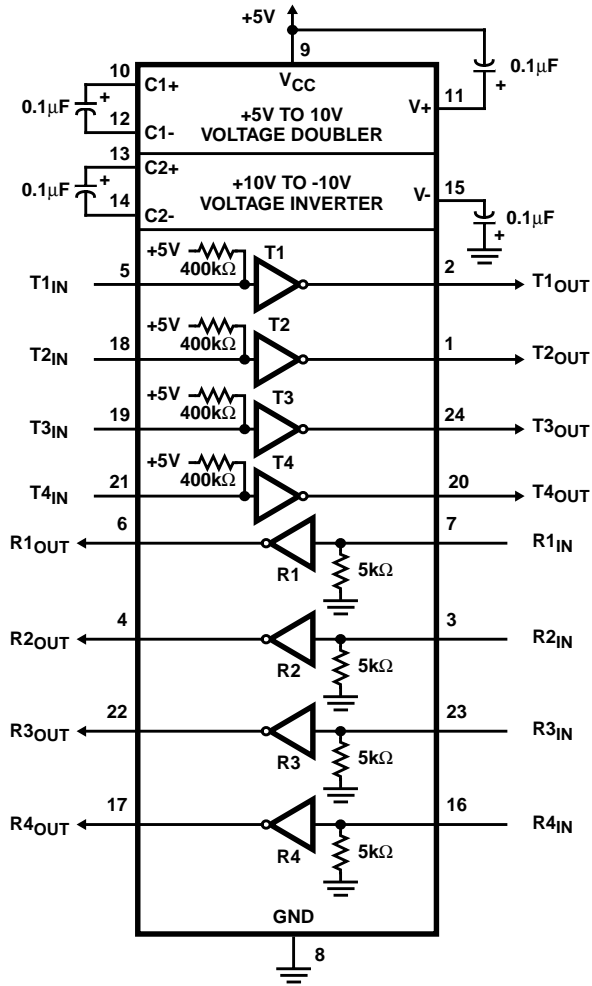 +5V
9
10 C1+ VCC 0.1µF
0.1µF + +5V TO 10V V+ 11 +
12 C1- VOLTAGE DOUBLER
13 C2+
0.1µF + +10V TO -10V V- 15
14 C2- VOLTAGE INVERTER 0.1µF
+
+5V T1
400kΩ
T1IN 5 2 T1OUT
+5V T2
400kΩ
T2IN 18 1 T2OUT
+5V T3
400kΩ
T3IN 19 24 T3OUT
+5V T4
400kΩ
T4IN 21 20 T4OUT
R1OUT 6 7 R1IN
R1 5kΩ
R2OUT 4 3 R2IN
R2 5kΩ
R3OUT 22 23 R3IN
R3 5kΩ
R4OUT 17 16 R4IN
R4 5kΩ
GND
8